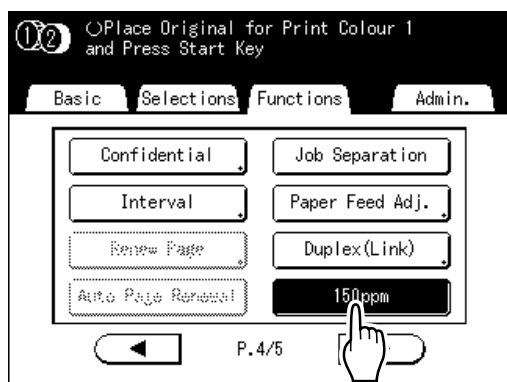 ①② Place Original for Print Colour 1
and Press Start Key
Basic Selections Functions Admin.
Confidential Job Separation
Interval Paper Feed Adj.
Renew Page Duplex(Link)
Auto Page Renewal 150ppm
◀ P.4/5